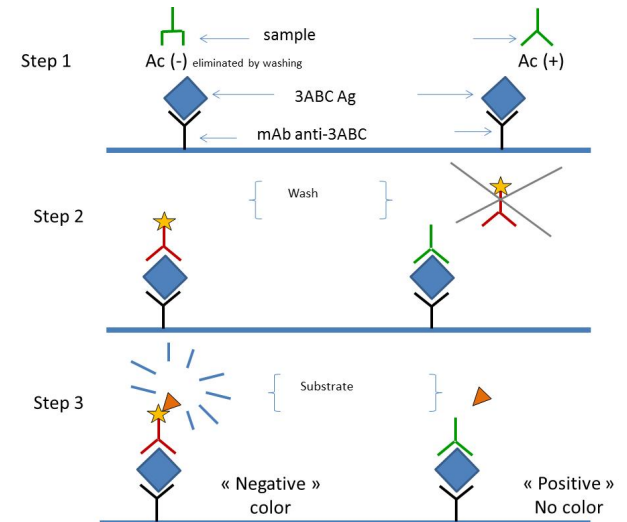 sample
Step 1
Ac (-) eliminated by washing
Ac (+)
3ABC Ag
mAb anti-3ABC
Wash
Step 2
Substrate
Step 3
« Negative »
color
« Positive »
No color